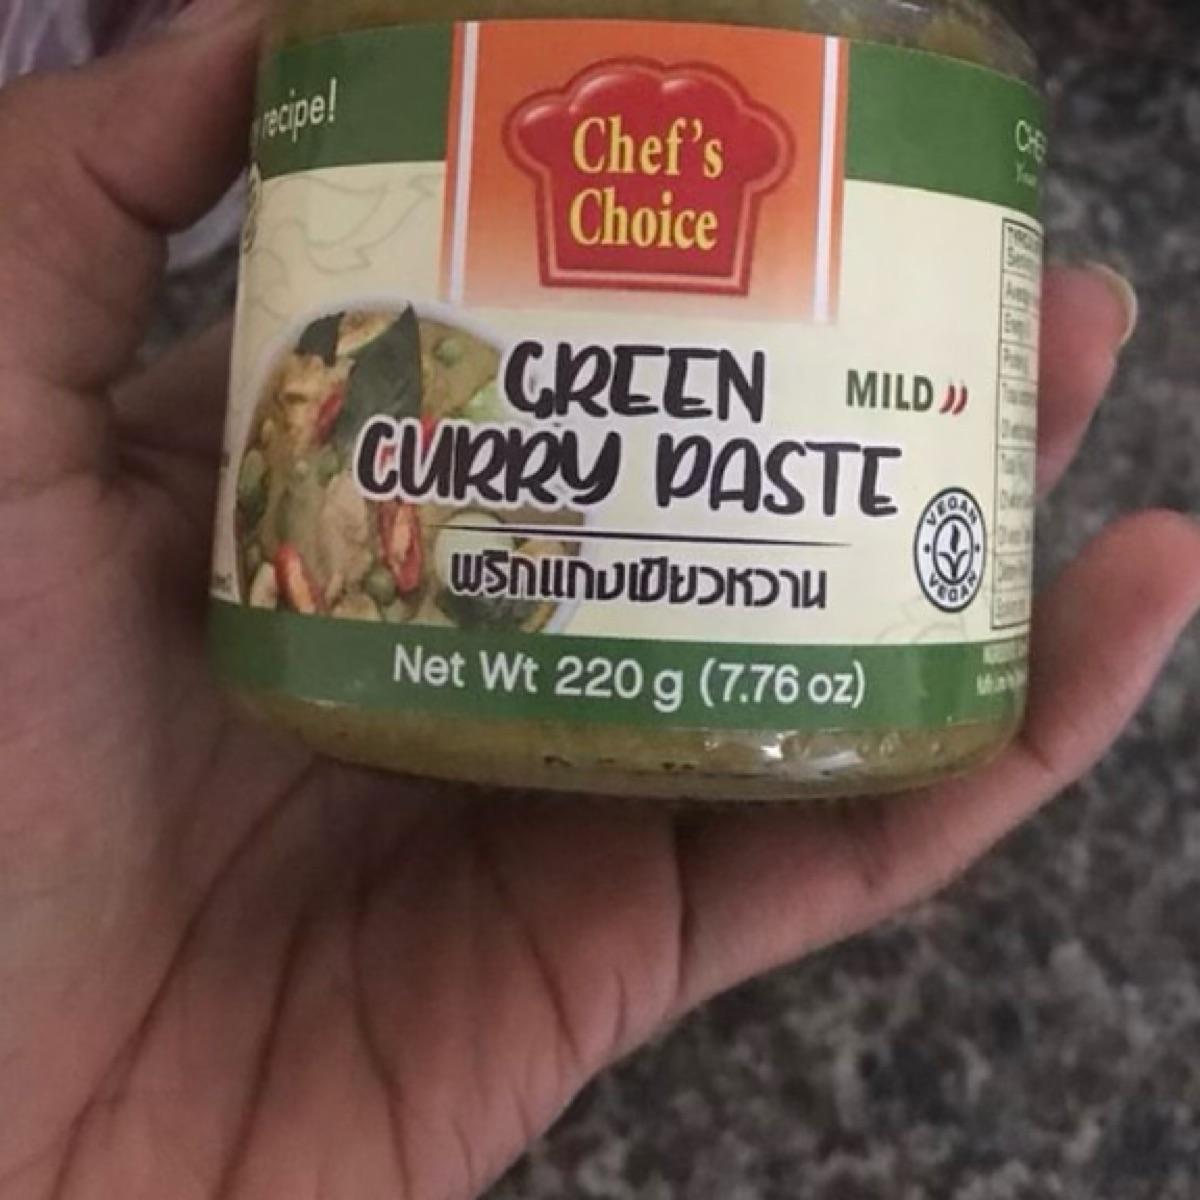 recipe!
Chef's
Choice
GREEN
CURRY PASTE
MILD
พริกแกงเขียวหวาน
VEGAN
VEGAN
Net Wt 220 g (7.76 oz)